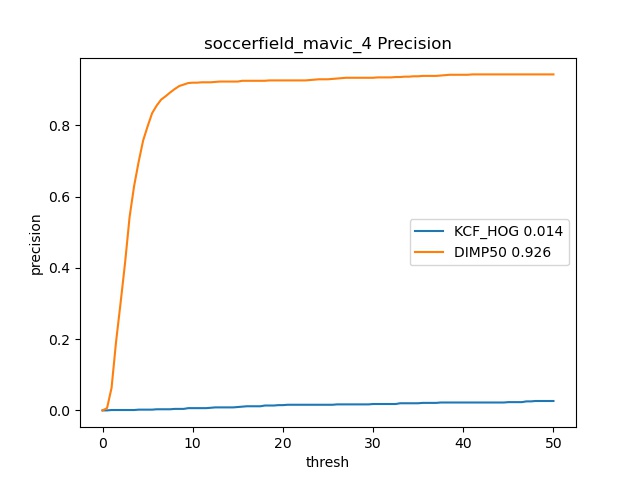 soccerfield_mavic_4 Precision
precision
0.8
0.6
0.4
0.2
0.0
KCF_HOG 0.014
DIMP50 0.926
0 10 20 30 40 50
thresh